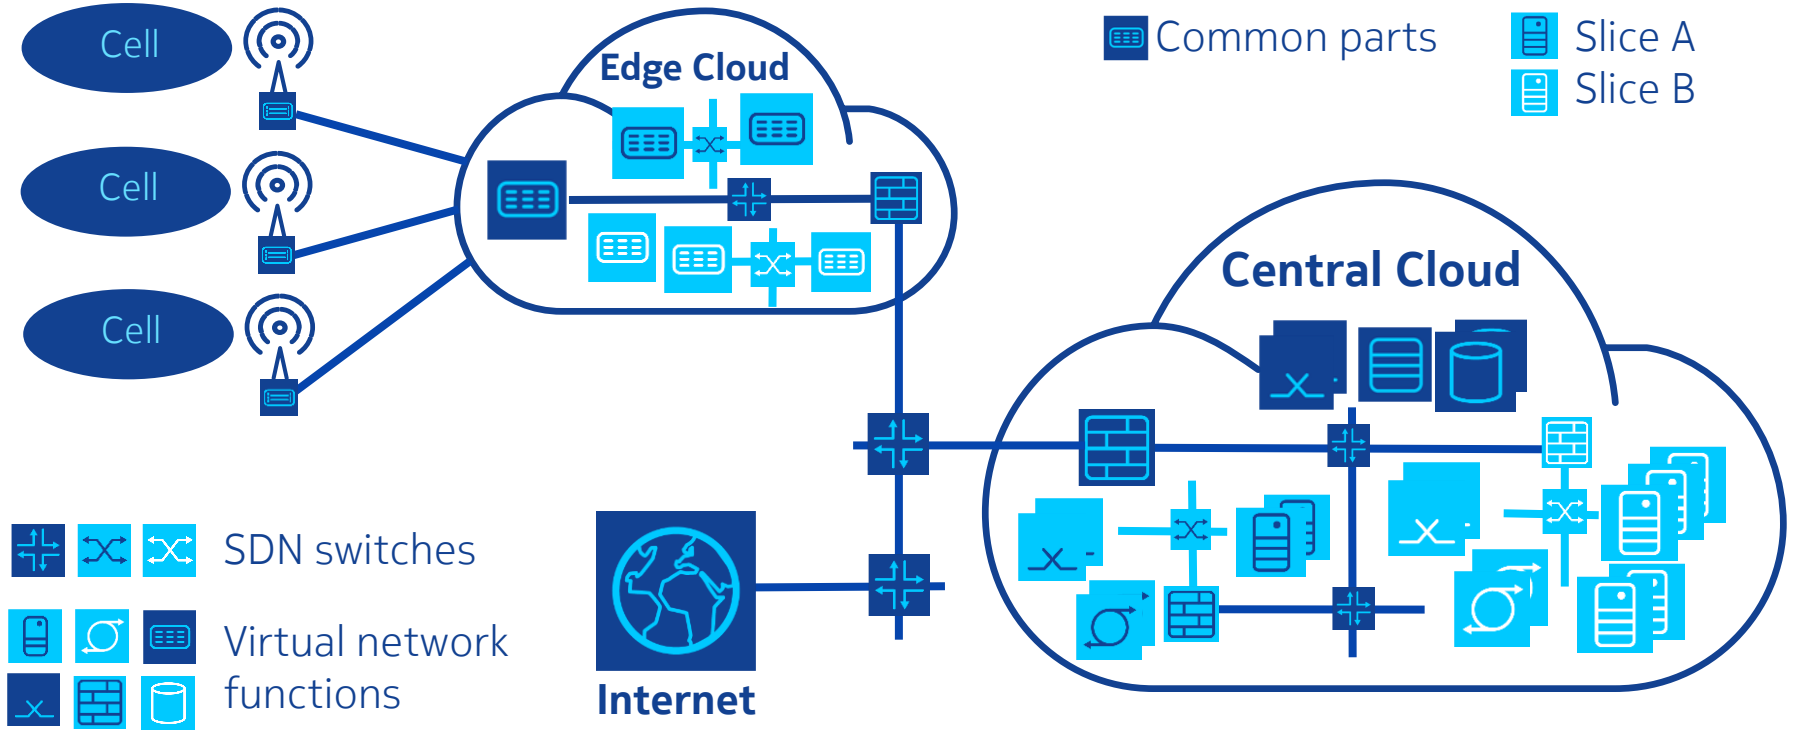 Cell
Cell
Cell
Edge Cloud
Common parts
Slice A
Slice B
Central Cloud
SDN switches
Virtual network
functions
Internet